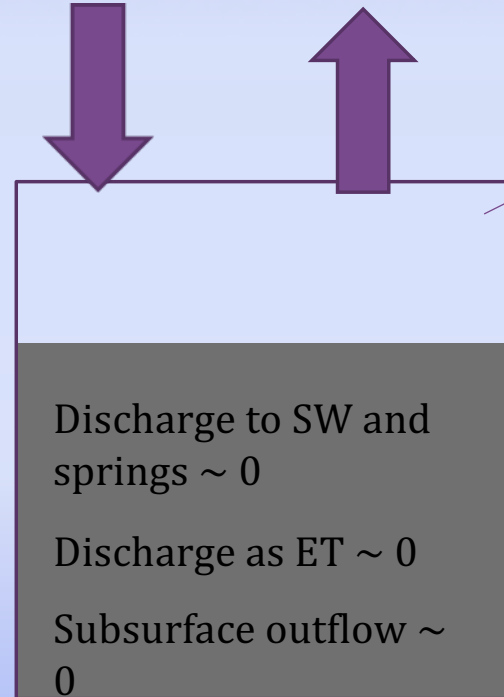 Discharge to SW and
springs ~ 0
Discharge as ET ~ 0
Subsurface outflow ~
0